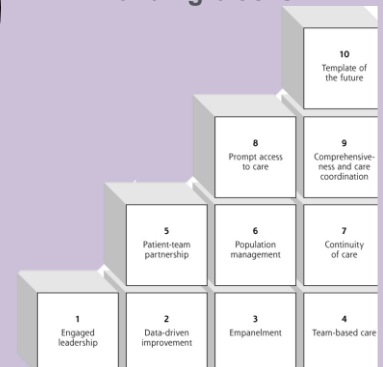 10
Template of
the future
8
Prompt access
to care
9
Comprehensive-
ness and care
coordination
5
Patient-team
partnership
6
Population
management
7
Continuity
of care
1
Engaged
leadership
2
Data-driven
improvement
3
Empanelment
4
Team-based care